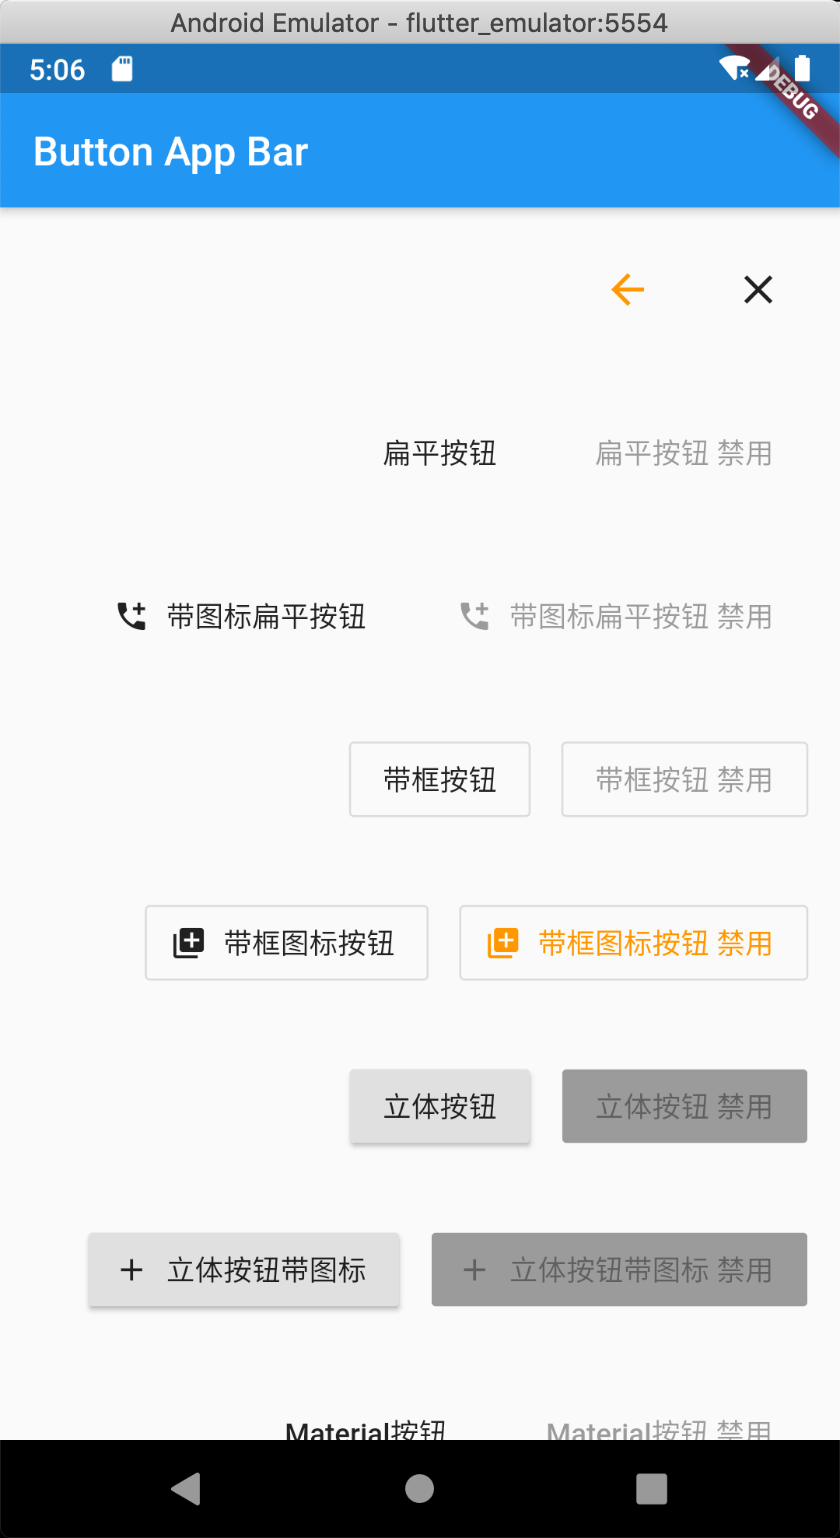 Android Emulator - flutter_emulator:5554
5:06
DEBUG
Button App Bar
扁平按钮 扁平按钮 禁用
带图标扁平按钮 带图标扁平按钮 禁用
带框按钮 带框按钮 禁用
带框图标按钮 带框图标按钮 禁用
立体按钮 立体按钮 禁用
立体按钮带图标 立体按钮带图标 禁用
Material按钮 Material按钮 禁用